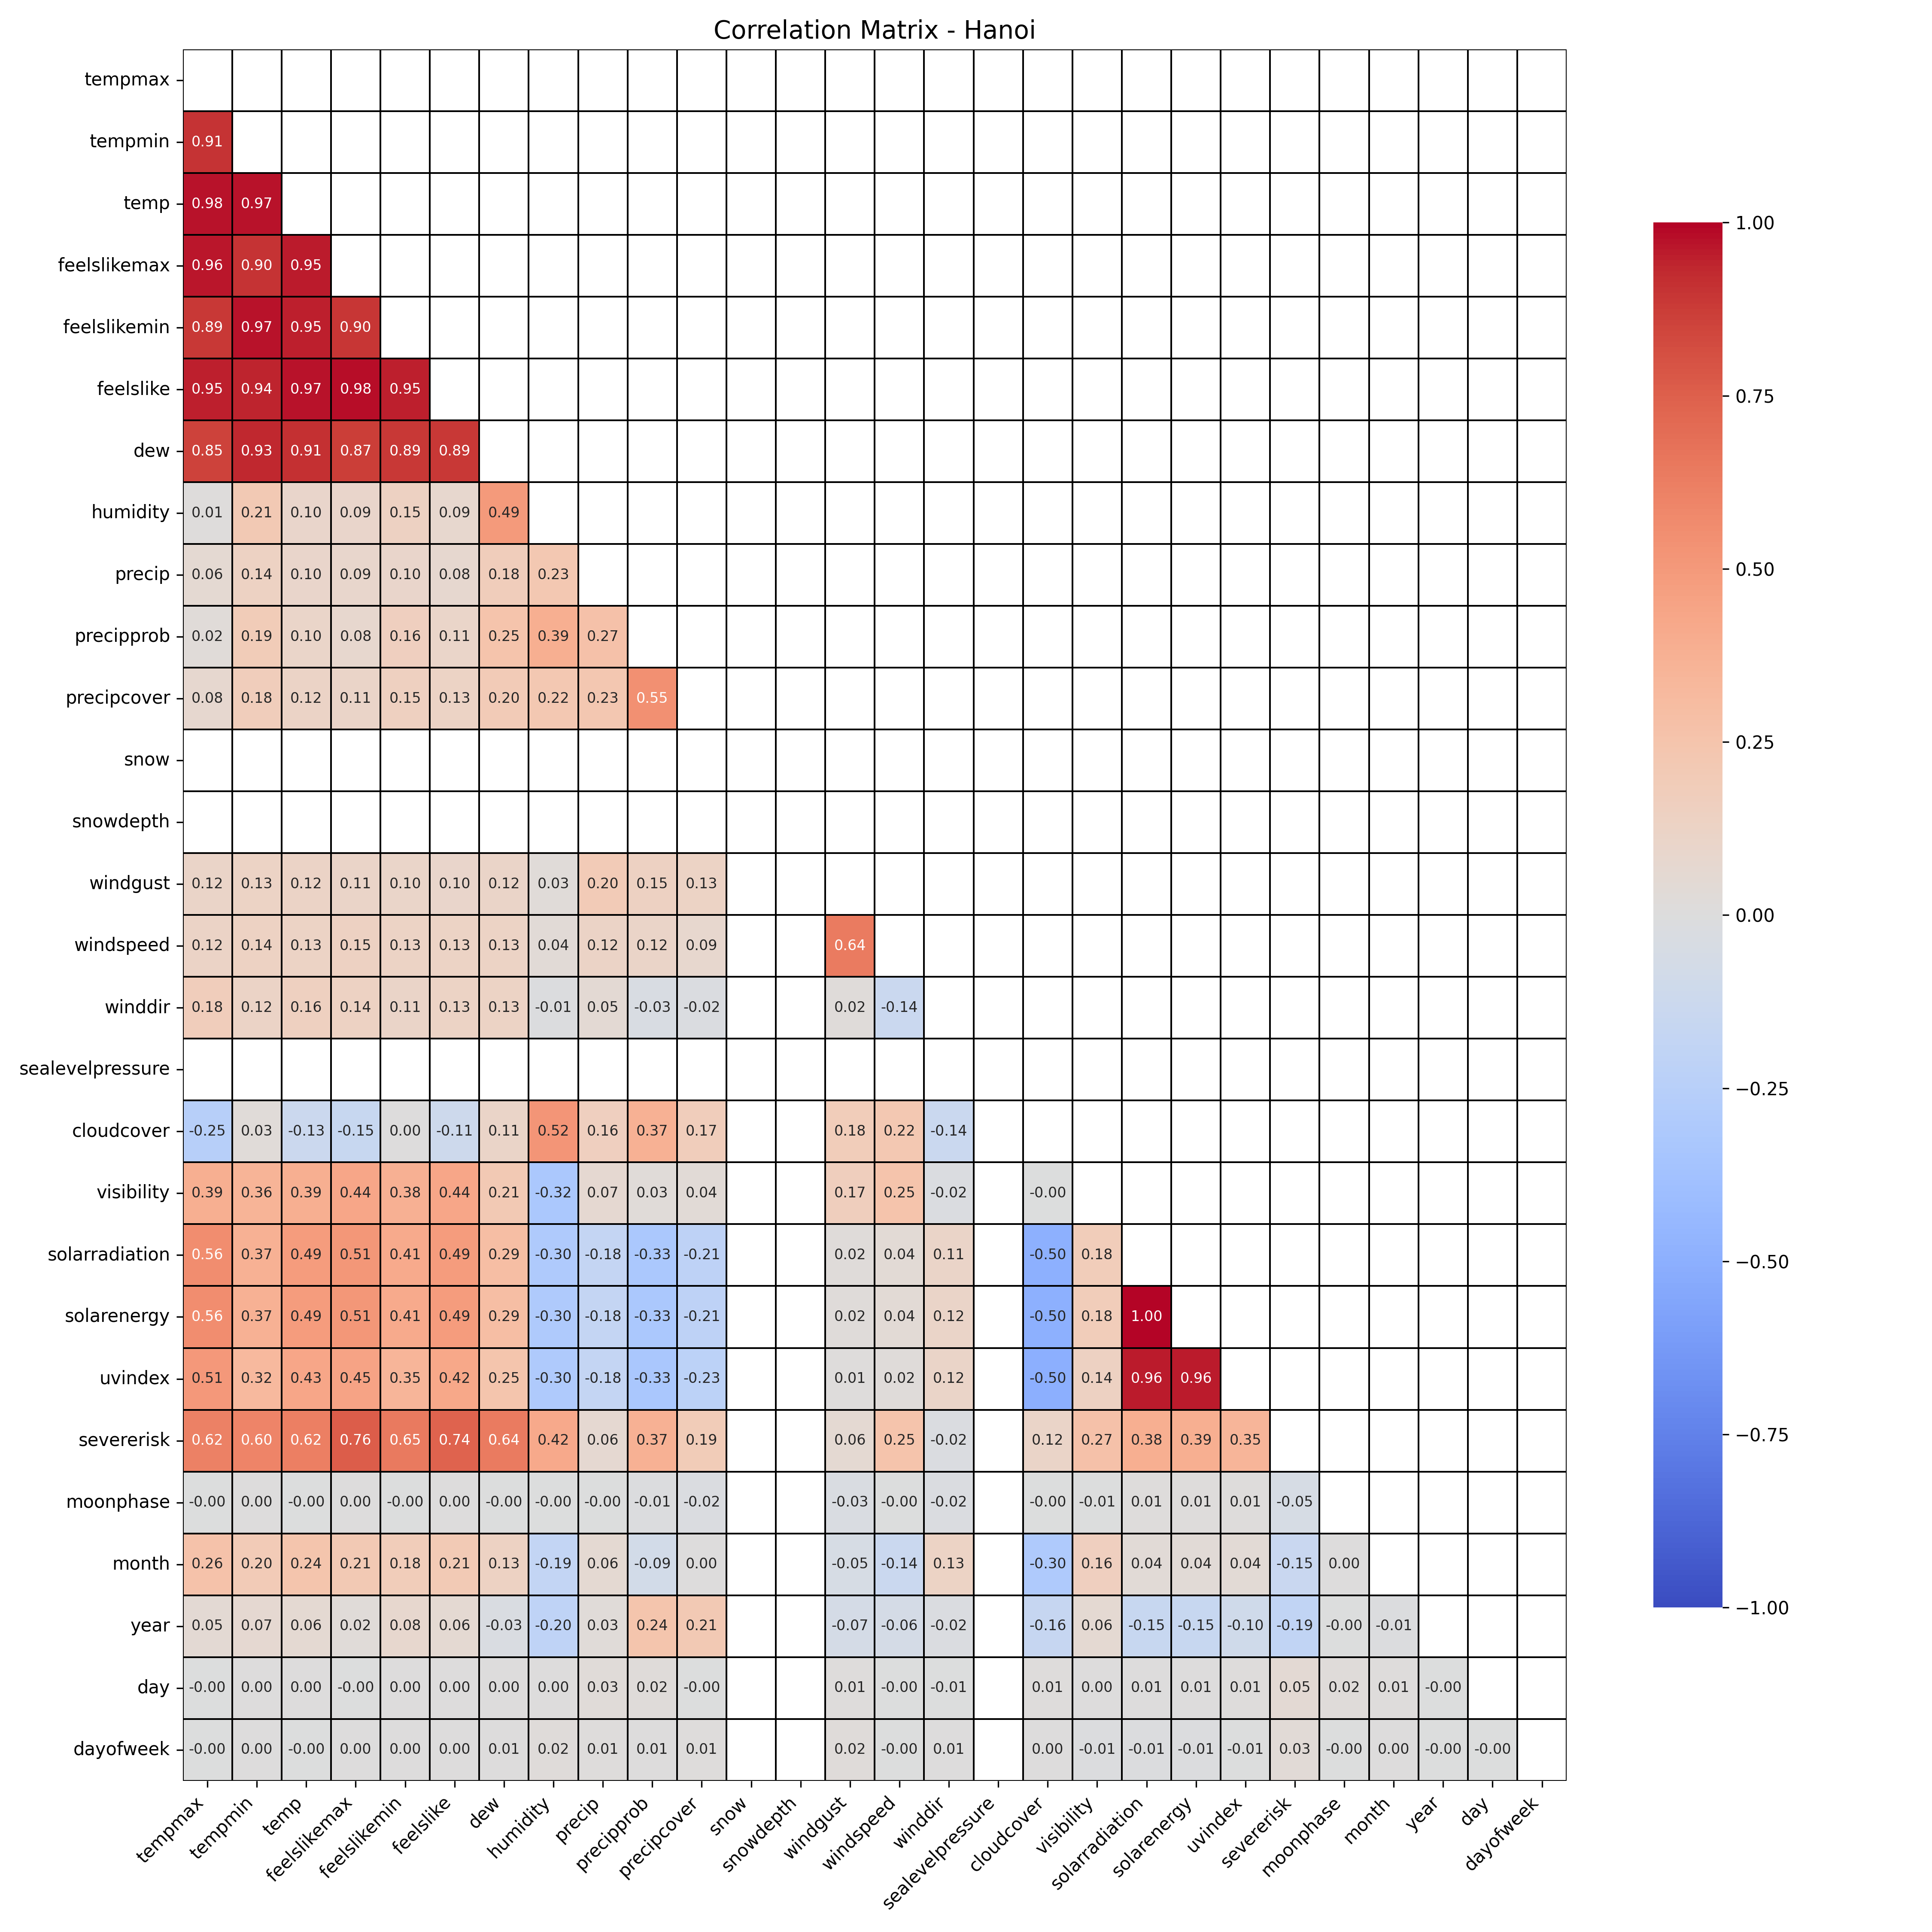 Correlation Matrix - Hanoi
tempmax
tempmin 0.91
temp 0.98 0.97
feelslikemax 0.96 0.90 0.95
feelslikemin 0.89 0.97 0.95 0.90
feelslike 0.95 0.94 0.97 0.98 0.95
dew 0.85 0.93 0.91 0.87 0.89 0.89
humidity 0.01 0.21 0.10 0.09 0.15 0.09 0.49
precip 0.06 0.14 0.10 0.09 0.10 0.08 0.18 0.23
precipprob 0.02 0.19 0.10 0.08 0.16 0.11 0.25 0.39 0.27
precipcover 0.08 0.18 0.12 0.11 0.15 0.13 0.20 0.22 0.23 0.55
snow
snowdepth
windgust 0.12 0.13 0.12 0.11 0.10 0.10 0.12 0.03 0.20 0.15 0.13
windspeed 0.12 0.14 0.13 0.15 0.13 0.13 0.13 0.04 0.12 0.12 0.09 0.64
winddir 0.18 0.12 0.16 0.14 0.11 0.13 0.13 -0.01 0.05 -0.03 -0.02 0.02 -0.14
sealevelpressure
cloudcover -0.25 0.03 -0.13 -0.15 0.00 -0.11 0.11 0.52 0.16 0.37 0.17 0.18 0.22 -0.14
visibility 0.39 0.36 0.39 0.44 0.38 0.44 0.21 -0.32 0.07 0.03 0.04 0.17 0.25 -0.02 -0.00
solarradiation 0.56 0.37 0.49 0.51 0.41 0.49 0.29 -0.30 -0.18 -0.33 -0.21 0.02 0.04 0.11 -0.50 0.18
solarenergy 0.56 0.37 0.49 0.51 0.41 0.49 0.29 -0.30 -0.18 -0.33 -0.21 0.02 0.04 0.12 -0.50 0.18 1.00
uvindex 0.51 0.32 0.43 0.45 0.35 0.42 0.25 -0.30 -0.18 -0.33 -0.23 0.01 0.02 0.12 -0.50 0.14 0.96 0.96
severerisk 0.62 0.60 0.62 0.76 0.65 0.74 0.64 0.42 0.06 0.37 0.19 0.06 0.25 -0.02 0.12 0.27 0.38 0.39 0.35
moonphase -0.00 0.00 -0.00 0.00 -0.00 0.00 -0.00 -0.00 -0.00 -0.01 -0.02 -0.03 -0.00 -0.02 -0.00 -0.01 0.01 0.01 0.01 -0.05
month 0.26 0.20 0.24 0.21 0.18 0.21 0.13 -0.19 0.06 -0.09 0.00 -0.05 -0.14 0.13 -0.30 0.16 0.04 0.04 0.04 -0.15 0.00
year 0.05 0.07 0.06 0.02 0.08 0.06 -0.03 -0.20 0.03 0.24 0.21 -0.07 -0.06 -0.02 -0.16 0.06 -0.15 -0.15 -0.10 -0.19 -0.00 -0.01
day -0.00 0.00 0.00 -0.00 0.00 0.00 0.00 0.00 0.03 0.02 -0.00 0.01 -0.00 -0.01 0.01 0.00 0.01 0.01 0.01 0.05 0.02 0.01 -0.00
dayofweek -0.00 0.00 -0.00 0.00 0.00 0.00 0.01 0.02 0.01 0.01 0.01 0.02 -0.00 0.01 0.00 -0.01 -0.01 -0.01 -0.01 0.03 -0.00 0.00 -0.00 -0.00
tempmax tempmin temp feelslikemax feelslikemin feelslike dew humidity precip precipprob precipcover snow snowdepth windgust windspeed winddir sealevelpressure cloudcover visibility solarradiation solarenergy uvindex severerisk moonphase month year day dayofweek
1.00
0.75
0.50
0.25
0.00
−0.25
−0.50
−0.75
−1.00